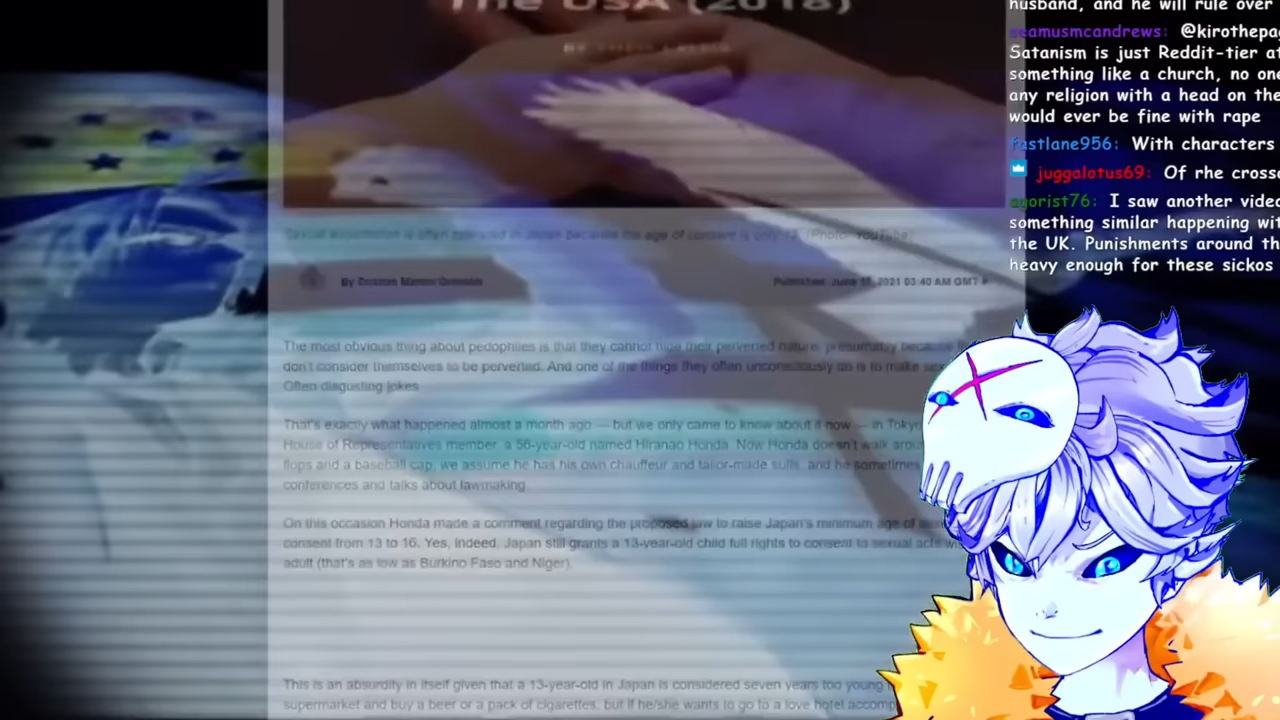 The USA (2018)
BY
Sexual exploitation is often tolerated in Japan because the age of consent is only 13. (Photo: YouTube)
By
Published: June 2021 03:40 AM GMT
The most obvious thing about pedophiles is that they cannot hide their perverted nature, presumably because
don't consider themselves to be perverted. And one of the things they often unconsciously do is to make
Often disgusting jokes
That's exactly what happened almost a month ago — but we only came to know about it now — in Tokyo
House of Representatives member, a 56-year-old named Hiranao Honda. Now Honda doesn't walk
flops and a baseball cap, we assume he has his own chauffeur and tailor-made suits, and he sometimes
conferences and talks about lawmaking
On this occasion Honda made a comment regarding the proposed law to raise Japan's minimum age of
consent from 13 to 16. Yes, indeed, Japan still grants a 13-year-old child full rights to consent to sexual acts
adult (that's as low as Burkino Faso and Niger).
This is an absurdity in itself given that a 13-year-old in Japan is considered seven years too young
supermarket and buy a beer or a pack of cigarettes, but if he/she wants to go to a love hotel
husband, and he will rule over
seamusmcandrews: @kirothepa
Satanism is just Reddit-tier
something like a church, no one
any religion with a head on the
would ever be fine with rape
fastlane956: With characters
juggalotus69: Of rhe
agorist76: I saw another
something similar happening
the UK. Punishments around
heavy enough for these sickos